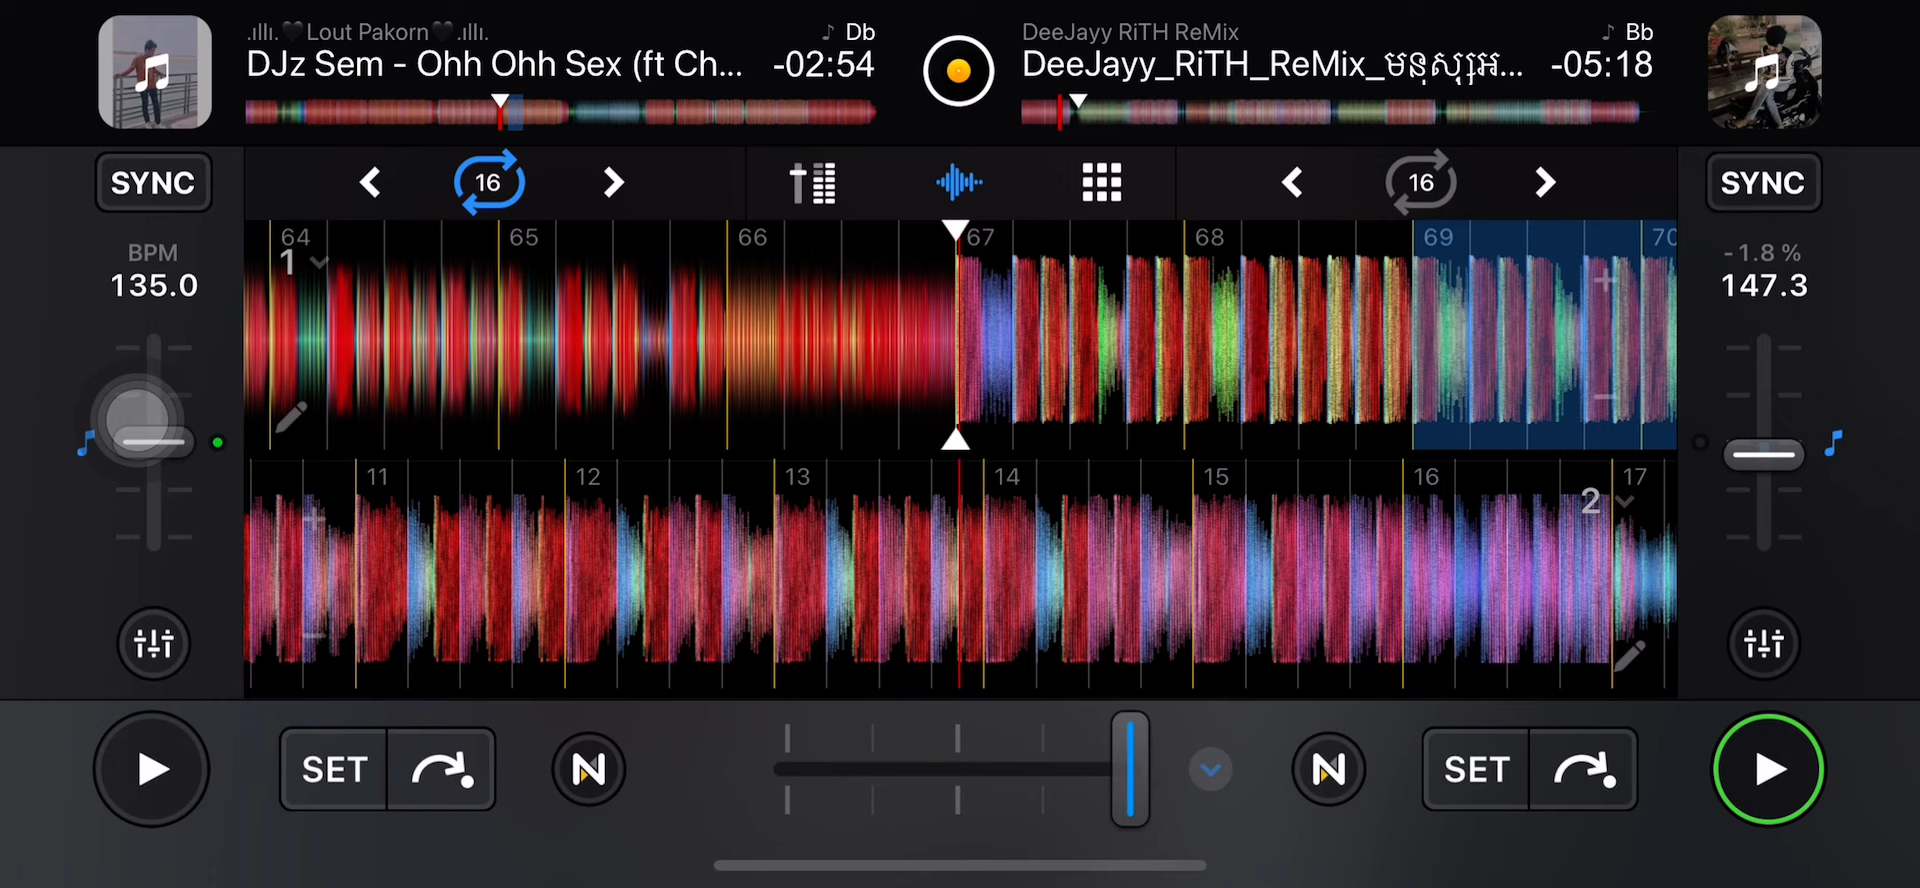 .ıllı.🖤Lout Pakorn🖤.ıllı.
♪ Db
DJz Sem - Ohh Ohh Sex (ft Ch...
-02:54
DeeJayy RiTH ReMix
♪ Bb
DeeJayy_RiTH_ReMix_មនុស្សអ...
-05:18
SYNC
16
16
SYNC
BPM
135.0
-1.8%
147.3
64
65
66
67
68
69
70
1
11
12
13
14
15
16
17
2
SET
N
N
SET